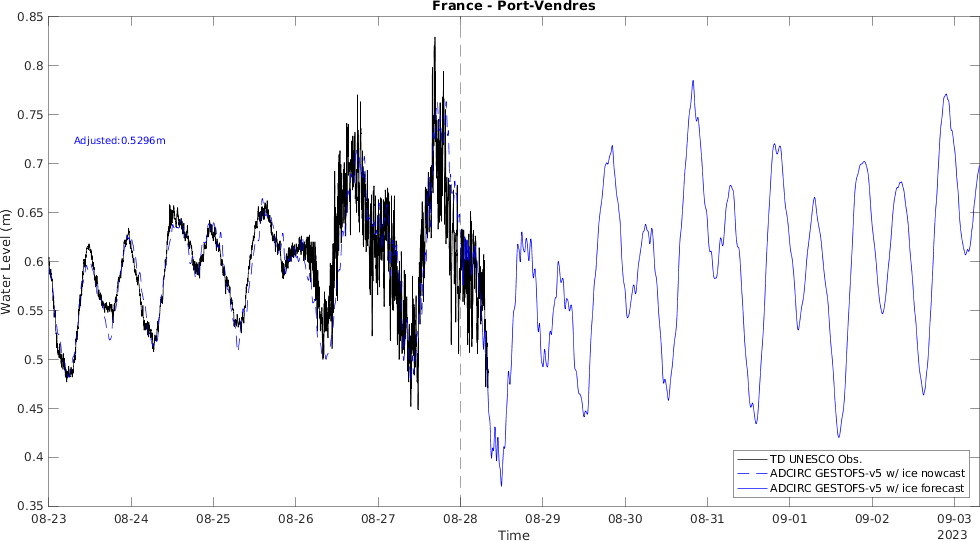 France - Port-Vendres
0.85
0.8
0.75
0.7
0.65
0.6
0.55
0.5
0.45
0.4
0.35
Water Level (m)
Adjusted:0.5296m
TD UNESCO Obs.
ADCIRC GESTOFS-v5 w/ ice nowcast
ADCIRC GESTOFS-v5 w/ ice forecast
08-23 08-24 08-25 08-26 08-27 08-28 08-29 08-30 08-31 09-01 09-02 09-03
Time
2023